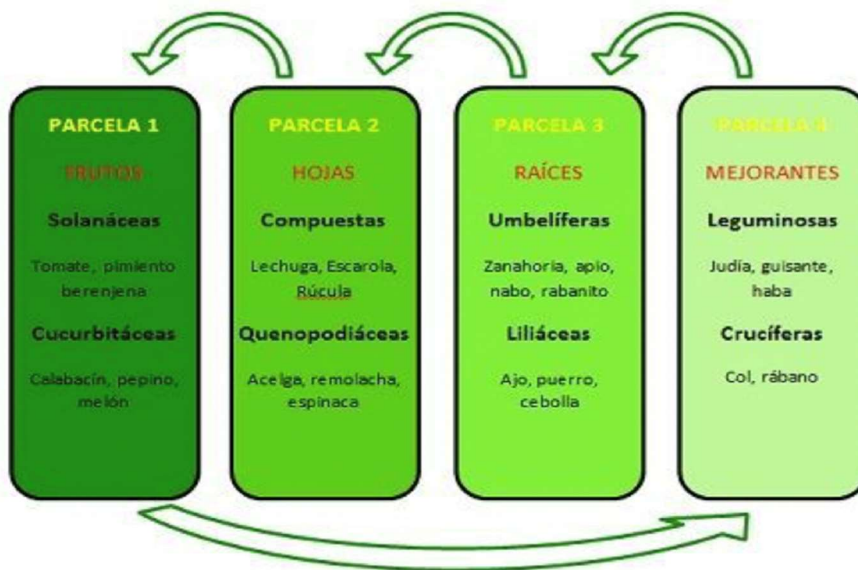 PARCELA 1
FRUTOS
Solanáceas
Tomate, pimiento
berenjena
Cucurbitáceas
Calabacín, pepino,
melón
PARCELA 2
HOJAS
Compuestas
Lechuga, Escarola,
Rúcula
Quenopodiáceas
Acelga, remolacha,
espinaca
PARCELA 3
RAÍCES
Umbelíferas
Zanahoria, apio,
nabo, rabanito
Liliáceas
Ajo, puerro,
cebolla
PARCELA 4
MEJORANTES
Leguminosas
Judía, guisante,
haba
Crucíferas
Col, rábano